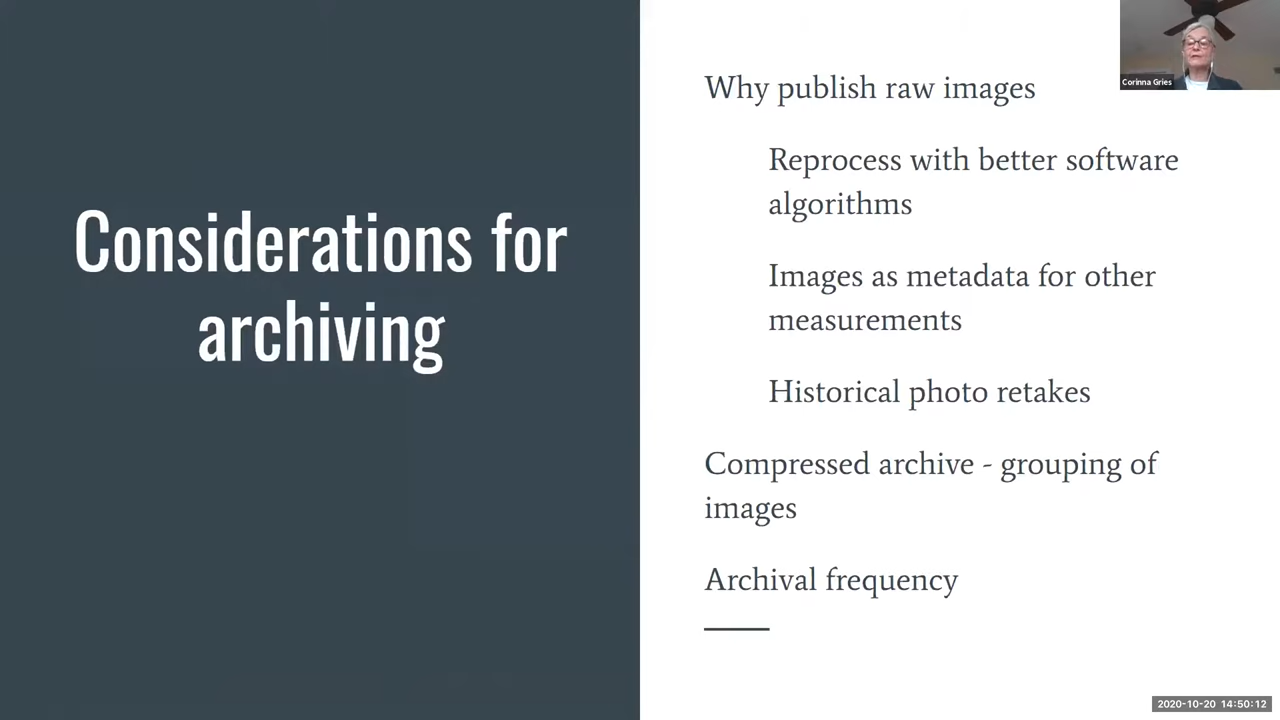 Considerations for
archiving
Why publish raw images
Reprocess with better software
algorithms
Images as metadata for other
measurements
Historical photo retakes
Compressed archive - grouping of
images
Archival frequency
Corinna Gries
2020-10-20 14:50:12